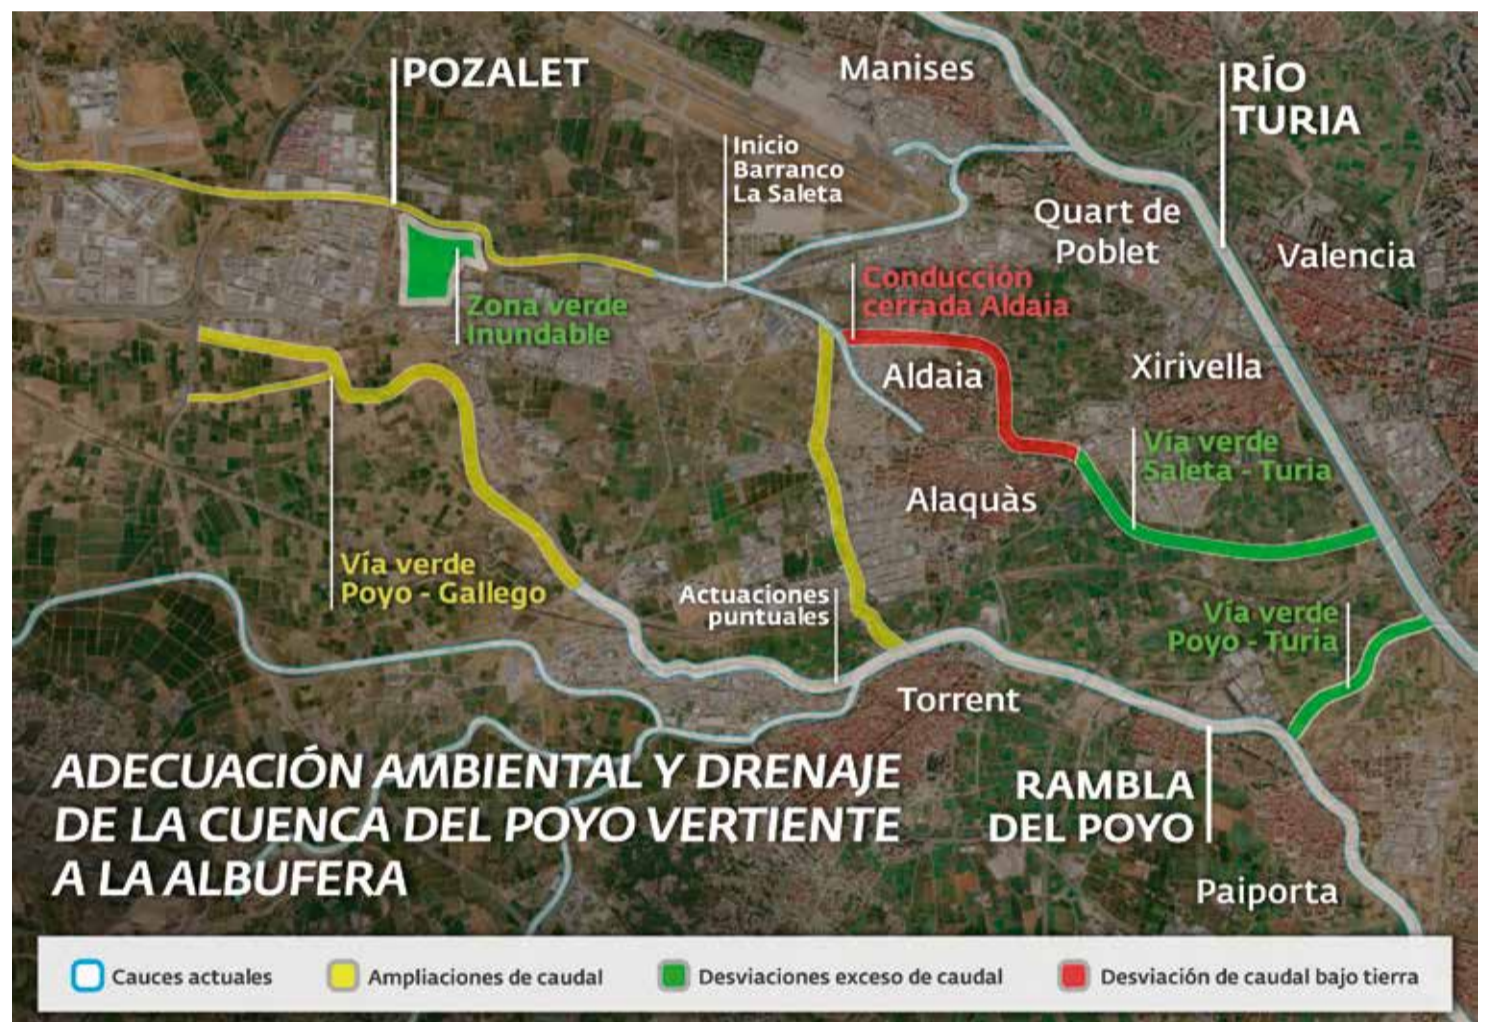 POZALET
Manises
RÍO
TURIA
Inicio
Barranco
La Saleta
Quart de
Poblet
Valencia
Conducción
cerrada Aldaia
Zona verde
Inundable
Aldaia
Xirivella
Vía verde
Saleta - Turia
Alaquàs
Vía verde
Poyo - Gallego
Actuaciones
puntuales
Vía verde
Poyo - Turia
Torrent
ADECUACIÓN AMBIENTAL Y DRENAJE
DE LA CUENCA DEL POYO VERTIENTE
A LA ALBUFERA
RAMBLA
DEL POYO
Paiporta
Cauces actuales
Ampliaciones de caudal
Desviaciones exceso de caudal
Desviación de caudal bajo tierra